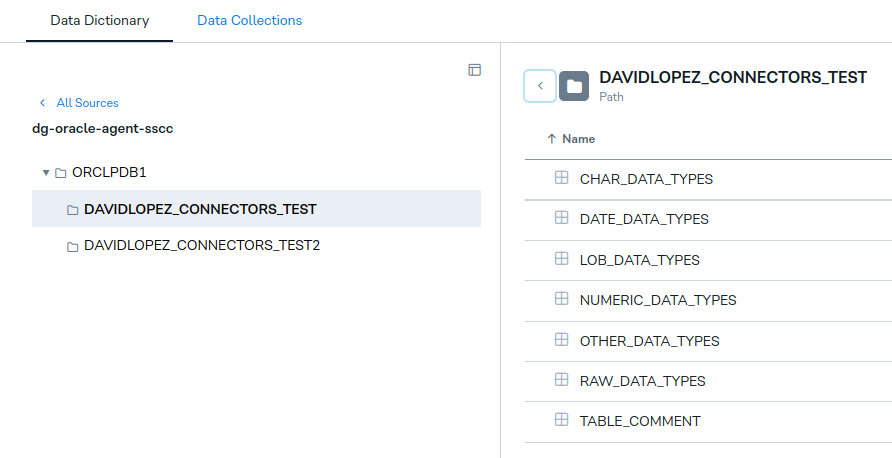 Data Dictionary
Data Collections
All Sources
dg-oracle-agent-sscc
ORCLPDB1
DAVIDLOPEZ_CONNECTORS_TEST
DAVIDLOPEZ_CONNECTORS_TEST2
DAVIDLOPEZ_CONNECTORS_TEST
Path
Name
CHAR_DATA_TYPES
DATE_DATA_TYPES
LOB_DATA_TYPES
NUMERIC_DATA_TYPES
OTHER_DATA_TYPES
RAW_DATA_TYPES
TABLE_COMMENT